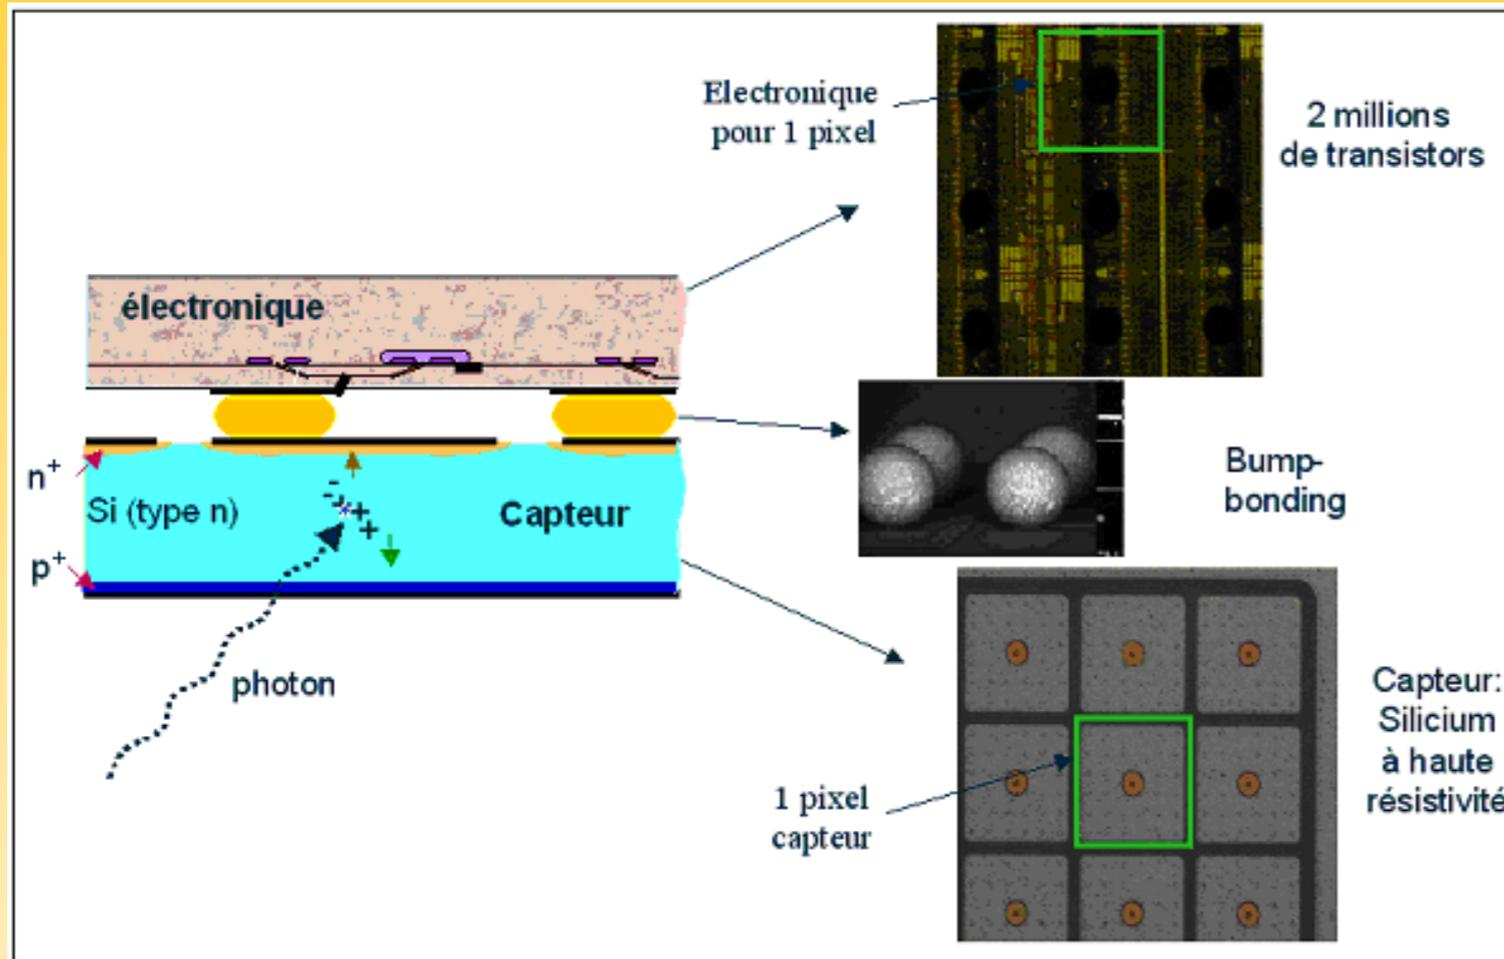 Electronique
pour 1 pixel
2 millions
de transistors
électronique
n+
Si (type n)
Capteur
p+
photon
Bump-
bonding
1 pixel
capteur
Capteur:
Silicium
à haute
résistivité